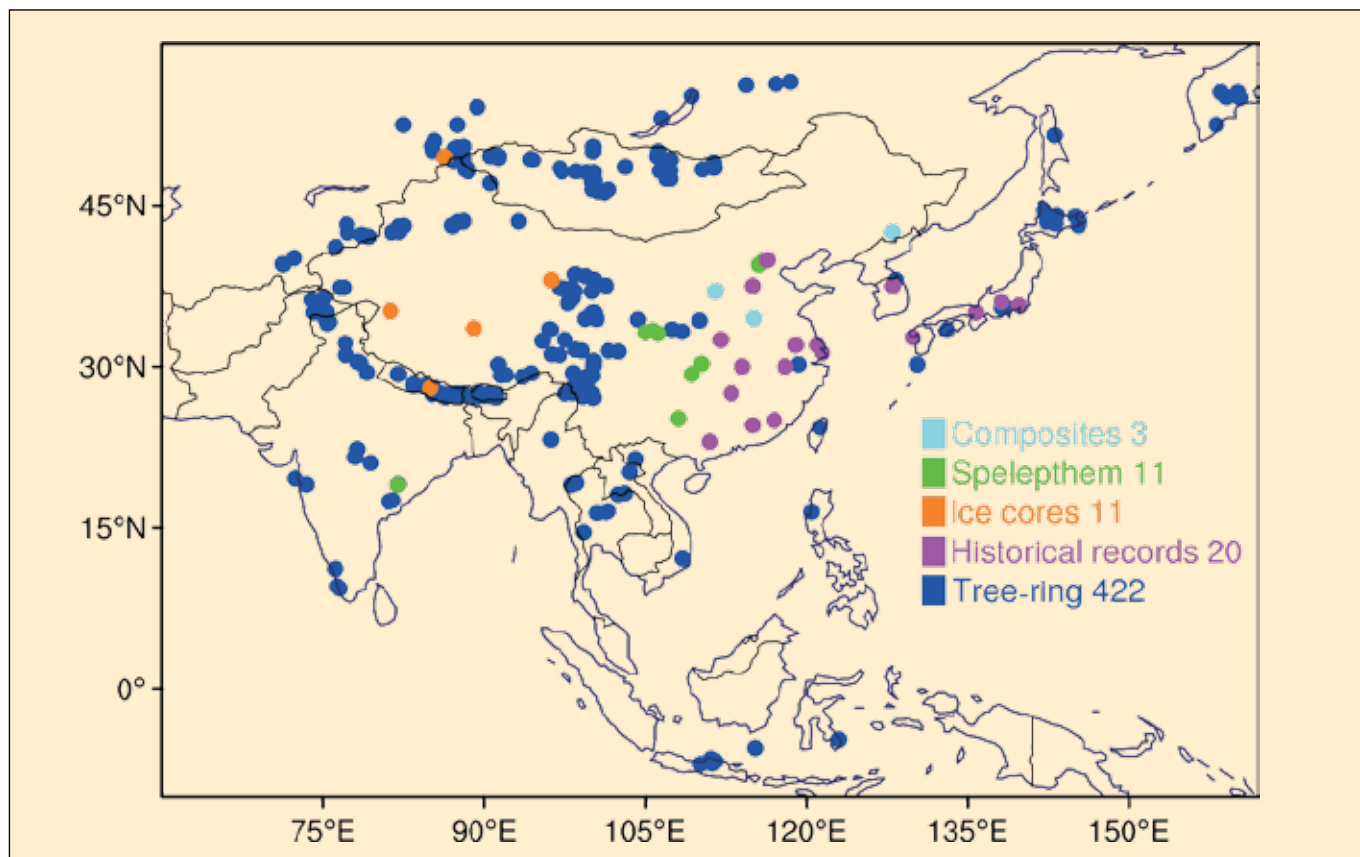 45°N
30°N
15°N
0°
75°E 90°E 105°E 120°E 135°E 150°E
Composites 3
Spelepthem 11
Ice cores 11
Historical records 20
Tree-ring 422